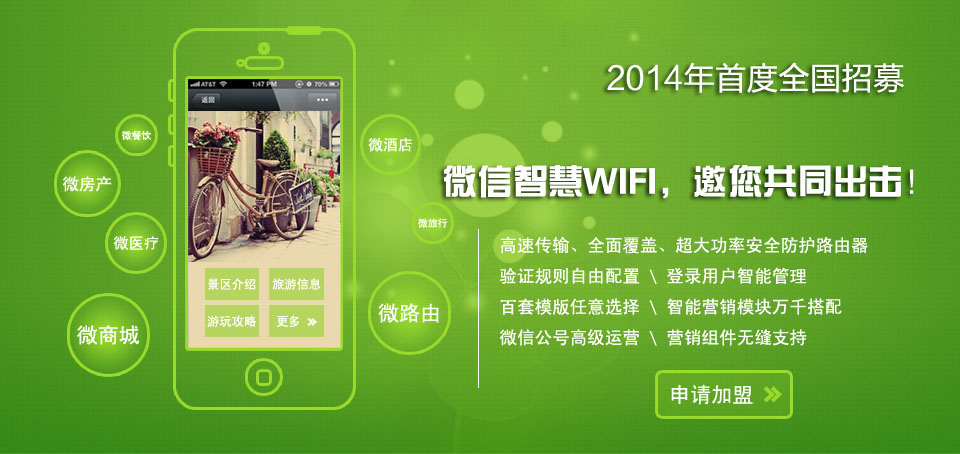 2014年首度全国招募
微信智慧WIFI，邀您共同出击！
高速传输、全面覆盖、超大功率安全防护路由器
验证规则自由配置 \ 登录用户智能管理
百套模版任意选择 \ 智能营销模块万千搭配
微信公号高级运营 \ 营销组件无缝支持
申请加盟 »
微餐饮
微房产
微医疗
微商城
微酒店
微旅行
微路由
AT&T 1:47 PM 70%
返回
景区介绍 旅游信息
游玩攻略 更多 »